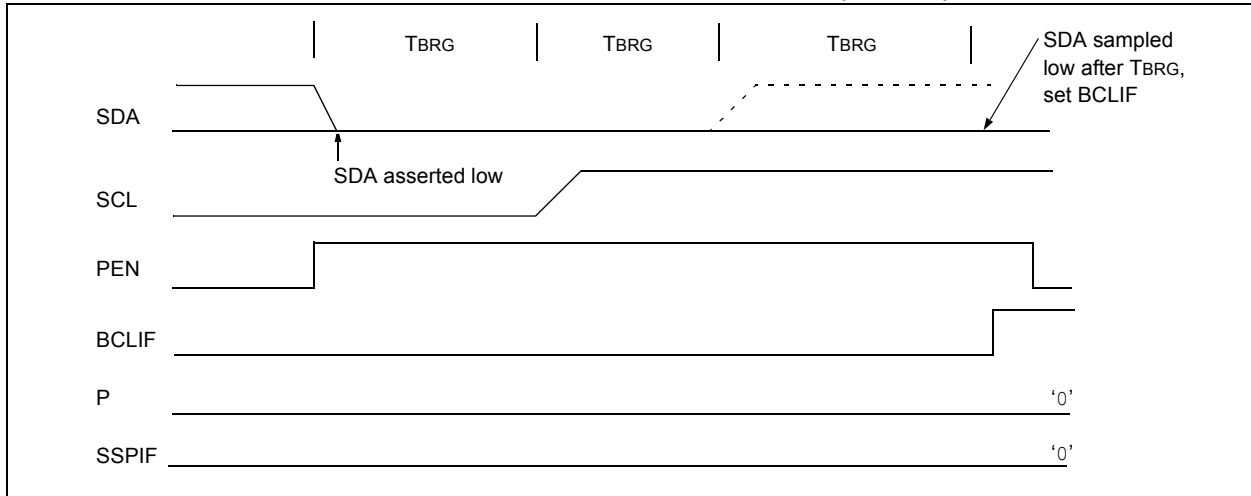 TBRG TBRG TBRG
SDA sampled
low after TBRG,
set BCLIF
SDA
SDA asserted low
SCL
PEN
BCLIF
P ‘0’
SSPIF ‘0’